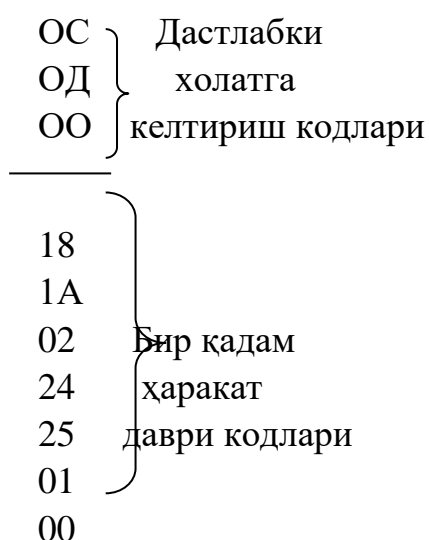 ОС Дастлабки
ОД холатга
ОО келтириш кодлари
18
1А
02 Бир қадам
24 ҳаракат
25 даври кодлари
01
00